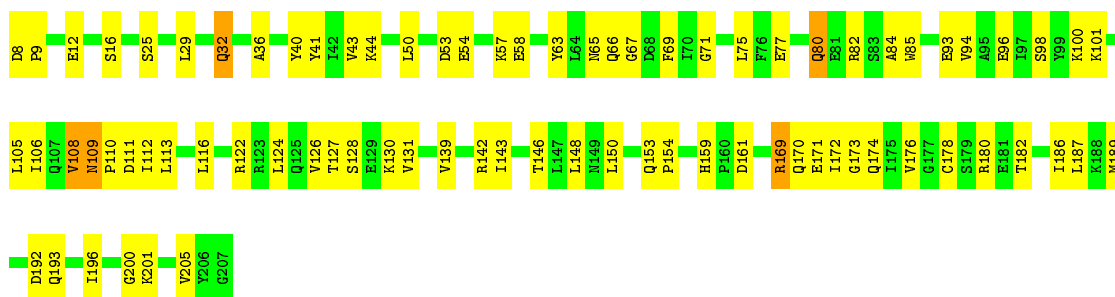 D8 P9 E12 S16 S25 L29 Q32 A36 Y40 Y41 I42 V43 K44 L50 D53 E54 K57 E58 Y63 L64 N65 Q66 G67 D68 F69 I70 G71 L75 F76 E77 Q80 E81 R82 S83 A84 W85 E93 V94 A95 E96 I97 S98 Y99 K100 K101
L105 I106 Q107 V108 N109 P110 D111 I112 L113 L116 R122 R123 L124 Q125 V126 T127 S128 E129 K130 V131 V139 R142 I143 T146 L147 L148 N149 L150 Q153 P154 H159 P160 D161 R169 Q170 E171 I172 G173 Q174 I175 V176 G177 C178 S179 R180 E181 T182 I186 L187 K188 M189
D192 Q193 I196 G200 K201 V205 Y206 G207